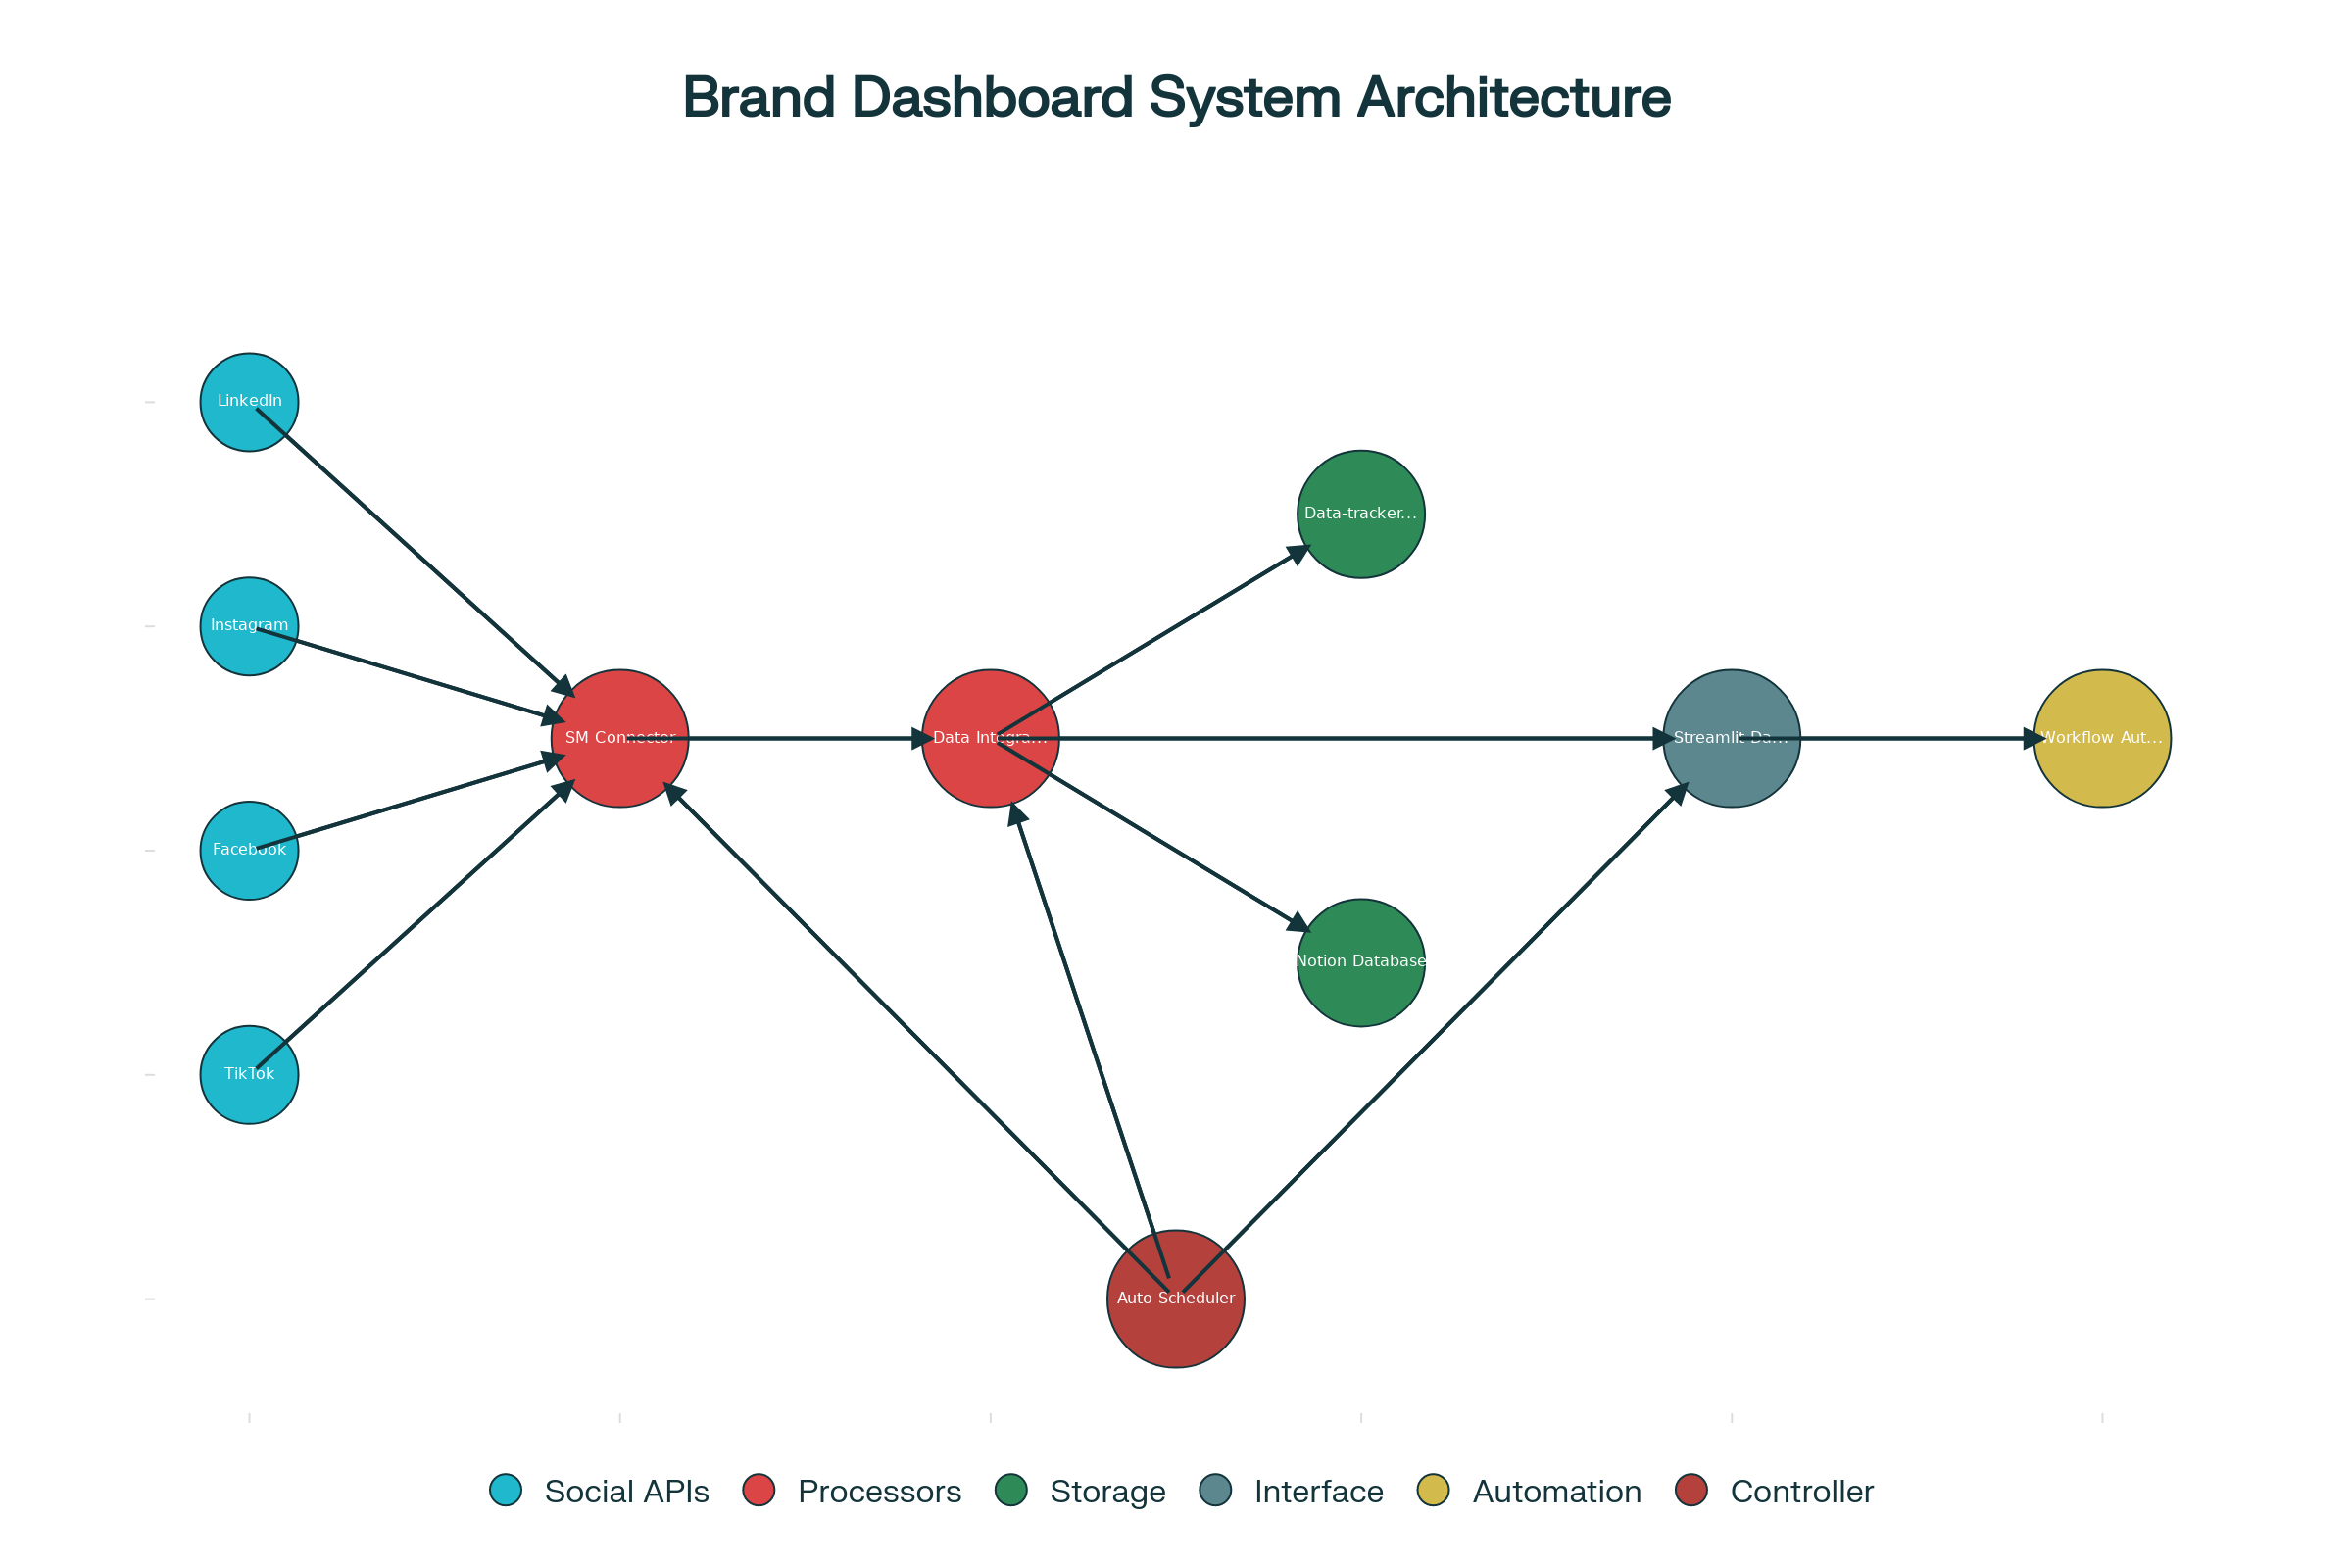 Brand Dashboard System Architecture
LinkedIn
Data-tracker...
Instagram
SM Connector
Data Integra...
Streamlit Da...
Workflow Aut...
Facebook
Notion Database
TikTok
Auto Scheduler
Social APIs
Processors
Storage
Interface
Automation
Controller